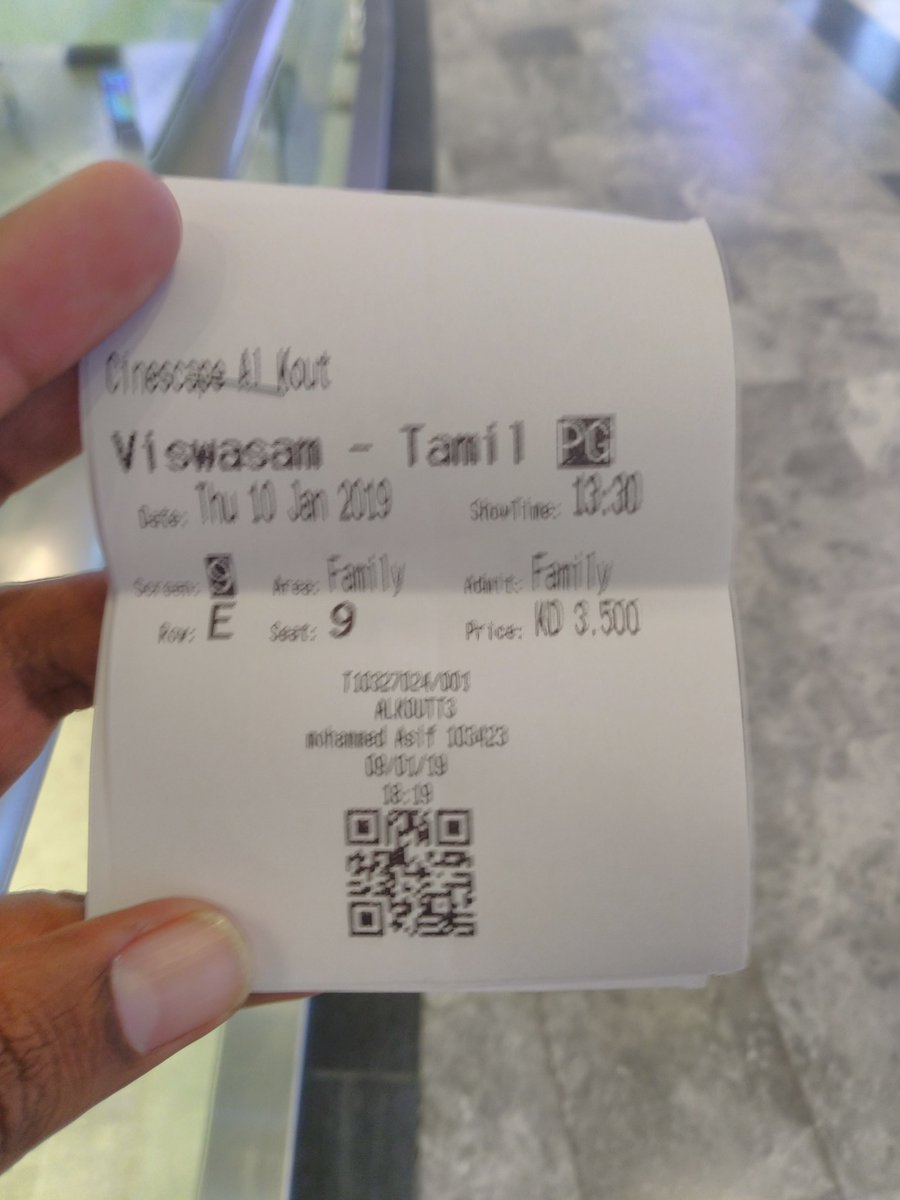 Cinescape Al Kout
Viswasam - Tamil PG
Date: Thu 10 Jan 2019 ShowTime: 13:30
Screen: 9 Area: Family Admit: Family
Row: E Seat: 9 Price: KD 3.500
T10327024/001
ALKOUTT3
mohammed Asif 103423
09/01/19
18:19